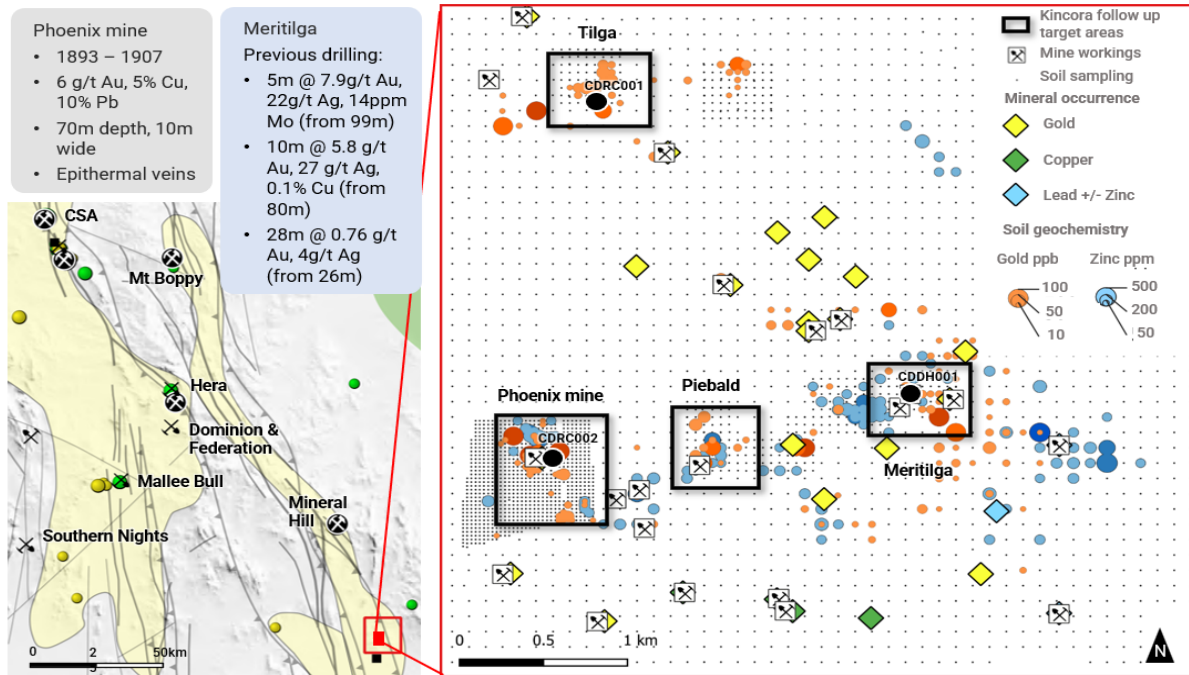 Phoenix mine
• 1893 – 1907
• 6 g/t Au, 5% Cu,
10% Pb
• 70m depth, 10m
wide
• Epithermal veins
Meritilga
Previous drilling:
• 5m @ 7.9g/t Au,
22g/t Ag, 14ppm
Mo (from 99m)
• 10m @ 5.8 g/t
Au, 27 g/t Ag,
0.1% Cu (from
80m)
• 28m @ 0.76 g/t
Au, 4g/t Ag
(from 26m)
CSA
Mt Boppy
Hera
Dominion &
Federation
Mallee Bull
Mineral
Hill
Southern Nights
0 2 50km
5
Tilga
CDRC001
Phoenix mine
CDRC002
Piebald
CDDH001
Meritilga
0 0.5 1 km
N
Kincora follow up
target areas
Mine workings
Soil sampling
Mineral occurrence
Gold
Copper
Lead +/- Zinc
Soil geochemistry
Gold ppb Zinc ppm
100 500
50 200
10 50